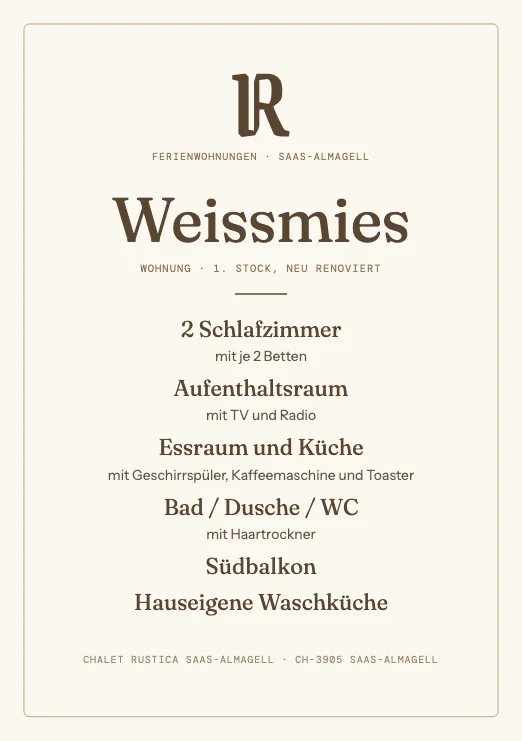 R
FERIENWOHNUNGEN · SAAS-ALMAGELL
Weissmies
WOHNUNG · 1. STOCK, NEU RENOVIERT
2 Schlafzimmer
mit je 2 Betten
Aufenthaltsraum
mit TV und Radio
Essraum und Küche
mit Geschirrspüler, Kaffeemaschine und Toaster
Bad / Dusche / WC
mit Haartrockner
Südbalkon
Hauseigene Waschküche
CHALET RUSTICA SAAS-ALMAGELL · CH-3905 SAAS-ALMAGELL